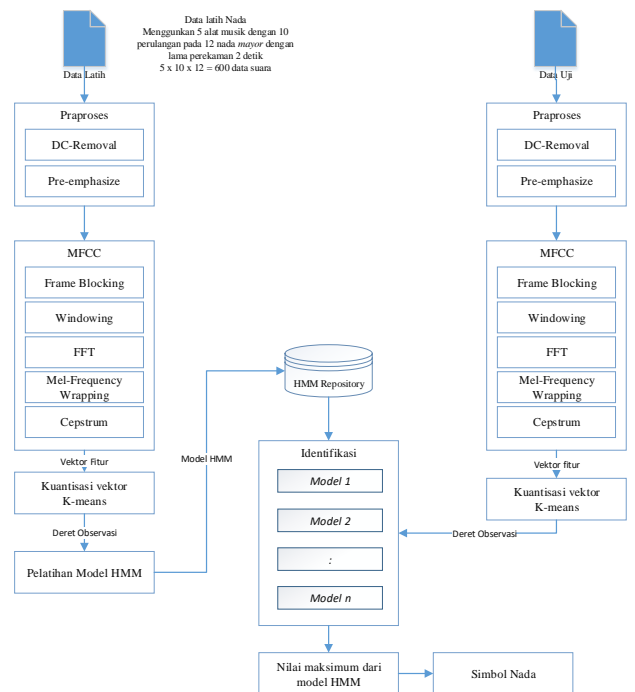 Data latih Nada
Menggunkan 5 alat musik dengan 10
perulangan pada 12 nada mayor dengan
lama perekaman 2 detik
5 x 10 x 12 = 600 data suara
Data Latih
Praproses
DC-Removal
Pre-emphasize
MFCC
Frame Blocking
Windowing
FFT
Mel-Frequency
Wrapping
Cepstrum
Vektor Fitur
Kuantisasi vektor
K-means
Deret Observasi
Pelatihan Model HMM
Model HMM
HMM Repository
Identifikasi
Model 1
Model 2
:
Model n
Nilai maksimum dari
model HMM
Simbol Nada
Data Uji
Praproses
DC-Removal
Pre-emphasize
MFCC
Frame Blocking
Windowing
FFT
Mel-Frequency
Wrapping
Cepstrum
Vektor fitur
Kuantisasi vektor
K-means
Deret Observasi